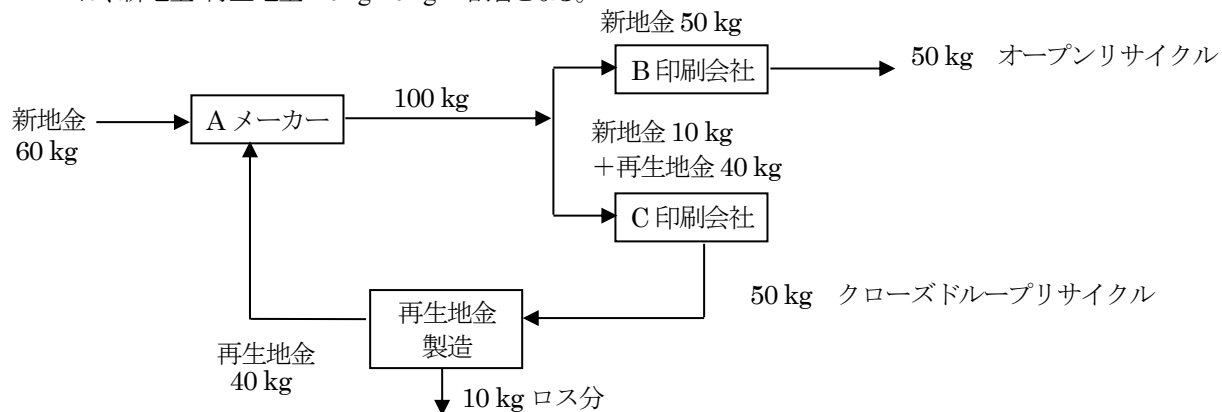 新地金 50 kg
B 印刷会社
50 kg オープンリサイクル
新地金
60 kg
A メーカー
100 kg
新地金 10 kg
＋再生地金 40 kg
C 印刷会社
50 kg クローズドループリサイクル
再生地金
製造
再生地金
40 kg
10 kg ロス分